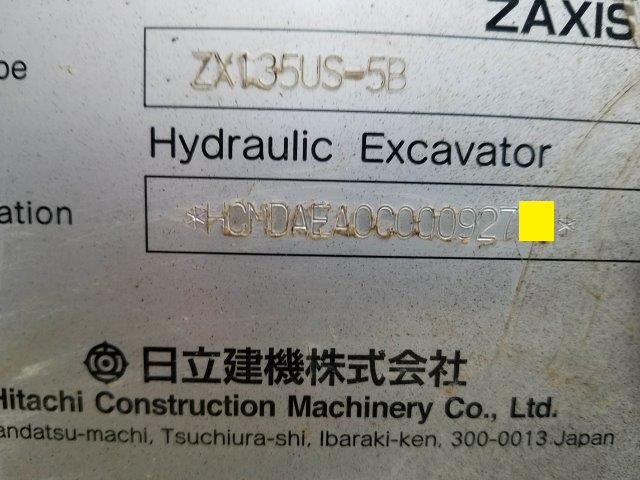 ZAXIS
pe
ZX135US-5B
Hydraulic Excavator
ation
*HCMDAEA0C000927 *
日立建機株式会社
Hitachi Construction Machinery Co., Ltd.
andatsu-machi, Tsuchiura-shi, Ibaraki-ken, 300-0013 Japan